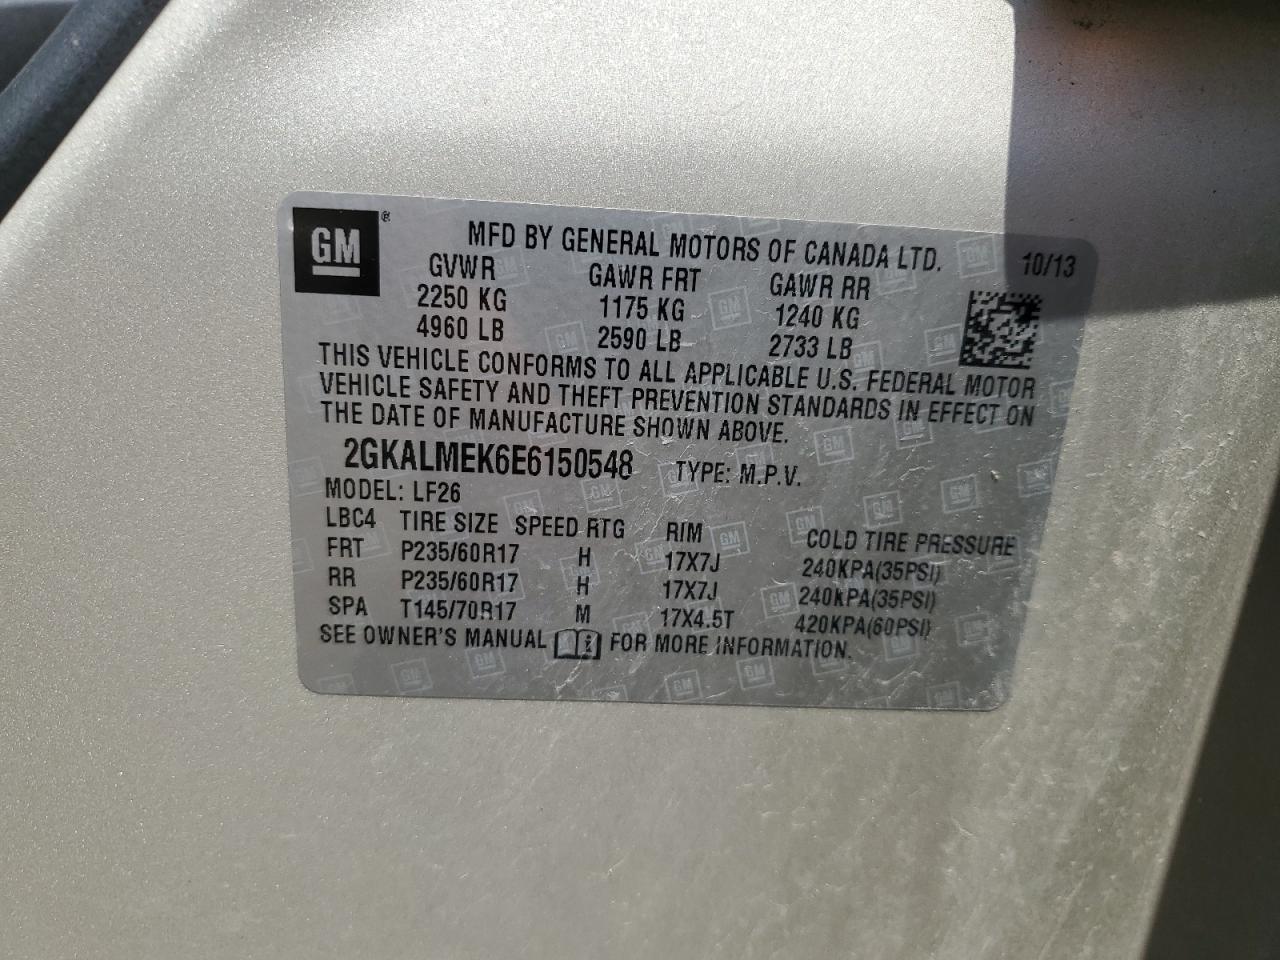 GM ®
MFD BY GENERAL MOTORS OF CANADA LTD. 10/13
GVWR GAWR FRT GAWR RR
2250 KG 1175 KG 1240 KG
4960 LB 2590 LB 2733 LB
THIS VEHICLE CONFORMS TO ALL APPLICABLE U.S. FEDERAL MOTOR
VEHICLE SAFETY AND THEFT PREVENTION STANDARDS IN EFFECT ON
THE DATE OF MANUFACTURE SHOWN ABOVE.
2GKALMEK6E6150548 TYPE: M.P.V.
MODEL: LF26
LBC4 TIRE SIZE SPEED RTG RIM COLD TIRE PRESSURE
FRT P235/60R17 H 17X7J 240KPA(35PSI)
RR P235/60R17 H 17X7J 240KPA(35PSI)
SPA T145/70R17 M 17X4.5T 420KPA(60PSI)
SEE OWNER'S MANUAL FOR MORE INFORMATION.